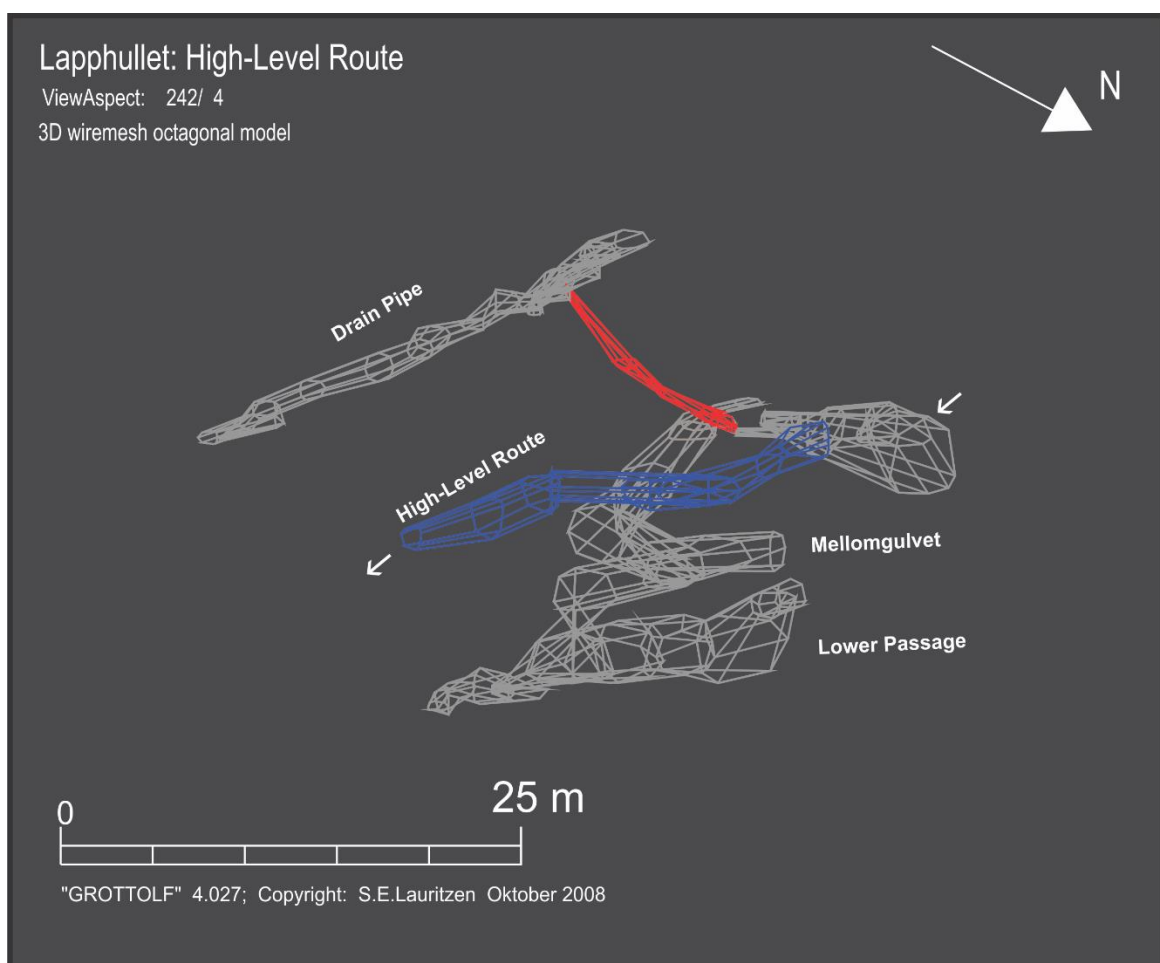 Lapphullet: High-Level Route
ViewAspect: 242/ 4
3D wiremesh octagonal model
N
Drain Pipe
High-Level Route
Mellomgulvet
Lower Passage
0
25 m
"GROTTOLF" 4.027; Copyright: S.E.Lauritzen Oktober 2008